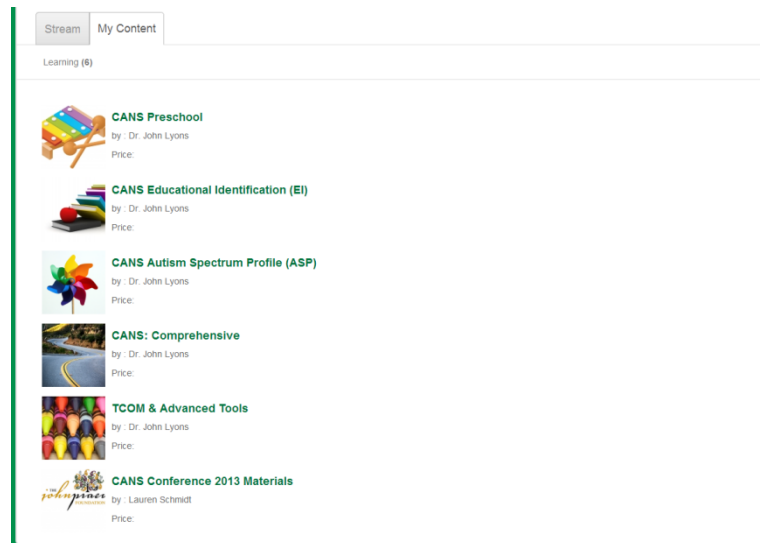 Stream My Content
Learning (6)
CANS Preschool
by : Dr. John Lyons
Price:
CANS Educational Identification (EI)
by : Dr. John Lyons
Price:
CANS Autism Spectrum Profile (ASP)
by : Dr. John Lyons
Price:
CANS: Comprehensive
by : Dr. John Lyons
Price:
TCOM & Advanced Tools
by : Dr. John Lyons
Price:
CANS Conference 2013 Materials
THE
by : Lauren Schmidt
FOUNDATION
Price: